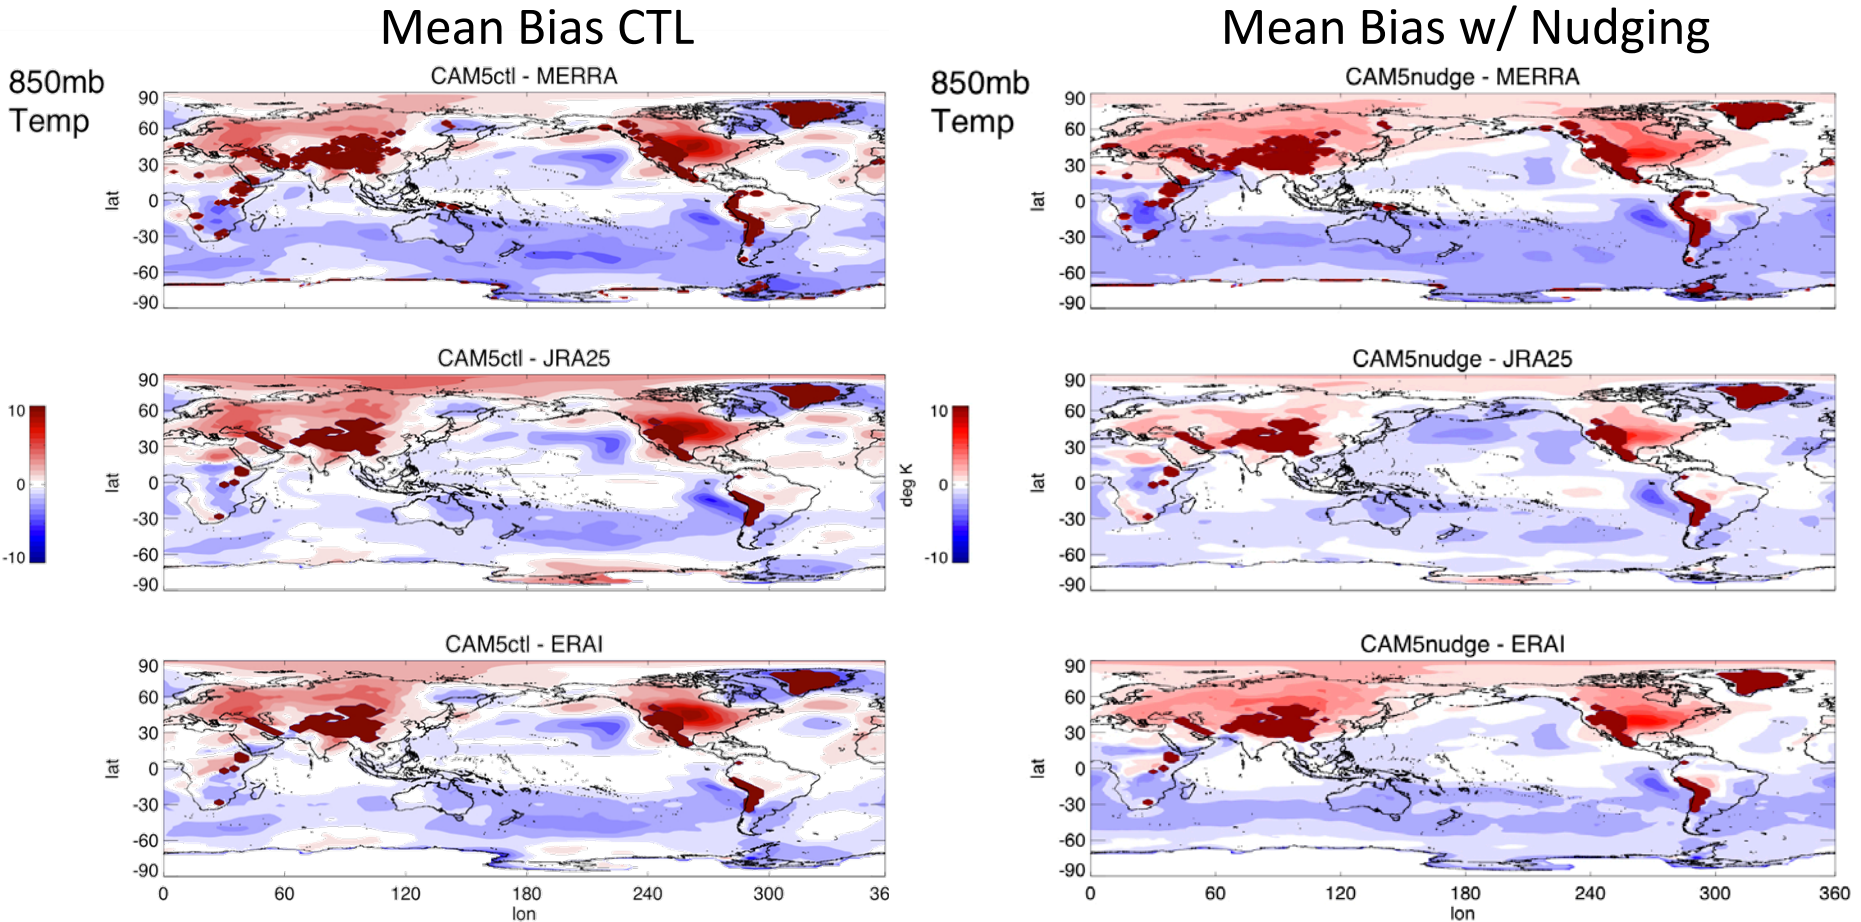 Mean Bias CTL
850mb
Temp
CAM5ctl - MERRA
90
60
30
0
-30
-60
-90
lat
CAM5ctl - JRA25
90
60
30
0
-30
-60
-90
lat
10
0
-10
CAM5ctl - ERAI
90
60
30
0
-30
-60
-90
lat
0 60 120 180 240 300 36
lon
Mean Bias w/ Nudging
850mb
Temp
CAM5nudge - MERRA
90
60
30
0
-30
-60
-90
lat
CAM5nudge - JRA25
90
60
30
0
-30
-60
-90
lat
deg K
10
0
-10
CAM5nudge - ERAI
90
60
30
0
-30
-60
-90
lat
0 60 120 180 240 300 360
lon